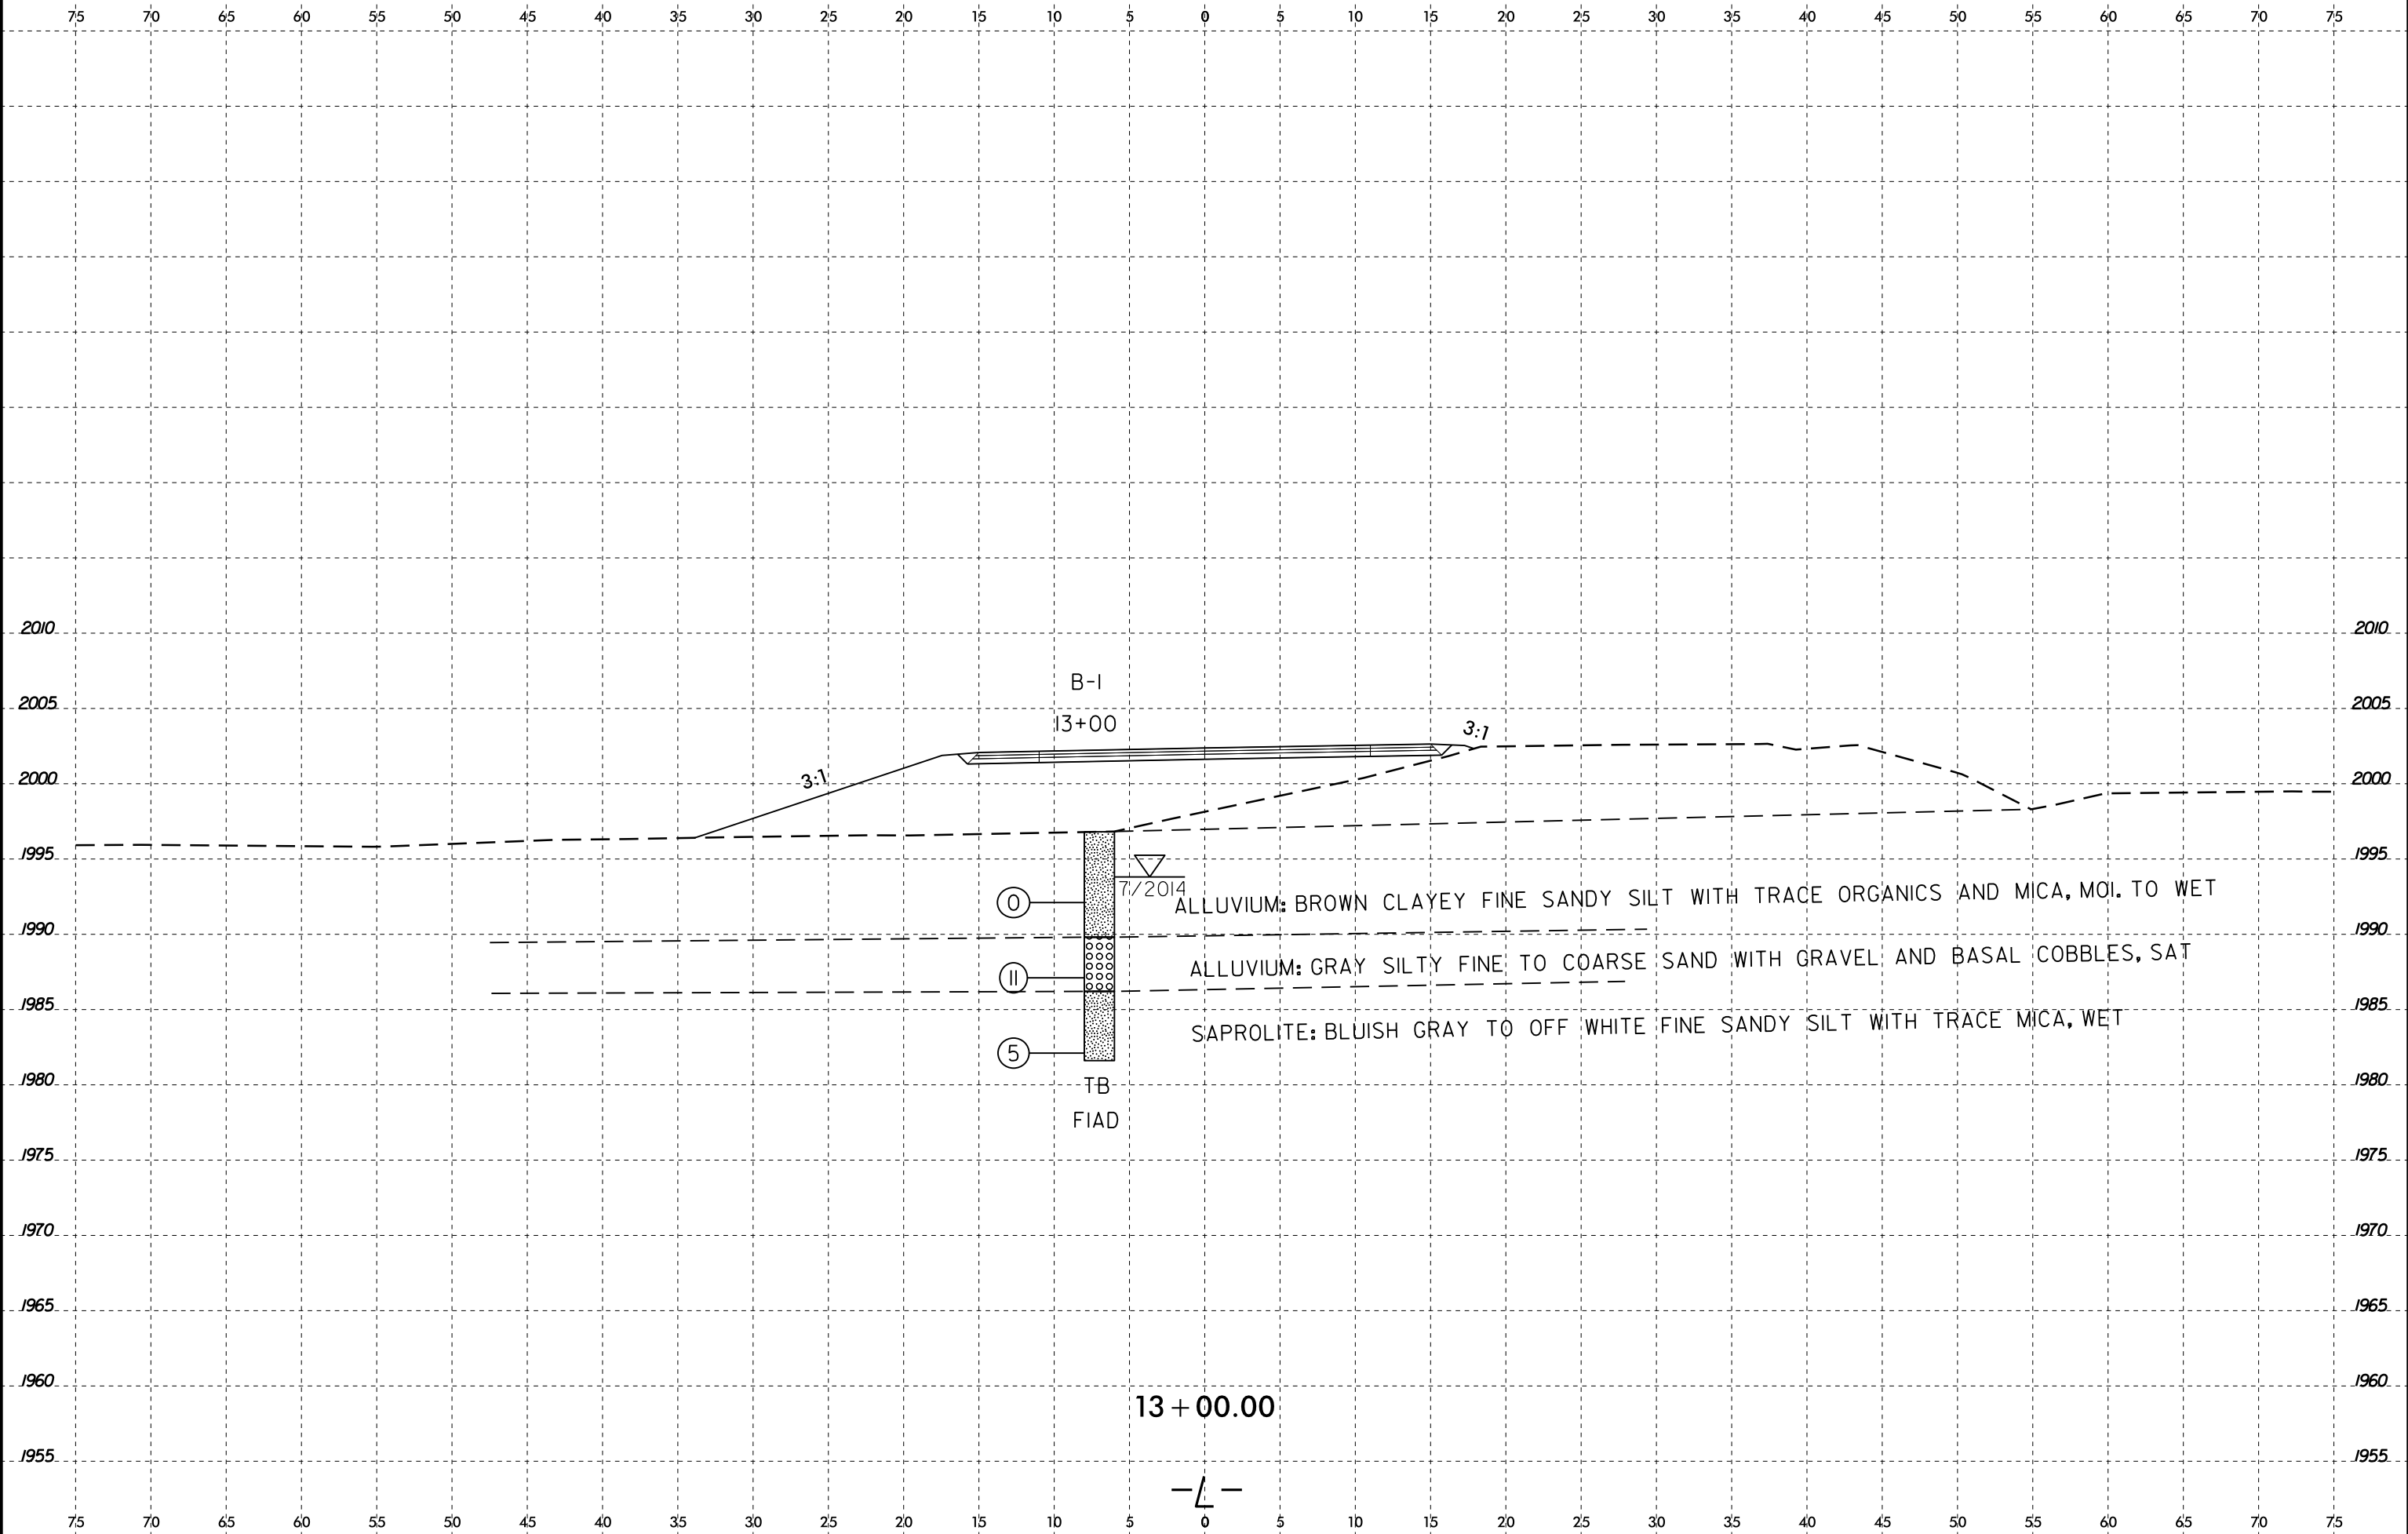 75 70 65 60 55 50 45 40 35 30 25 20 15 10 5 0 5 10 15 20 25 30 35 40 45 50 55 60 65 70 75
2010 2010
B-1
2005 2005
13+00
3:1
3:1
2000 2000
1995 1995
7/2014
0
ALLUVIUM: BROWN CLAYEY FINE SANDY SILT WITH TRACE ORGANICS AND MICA, MOI. TO WET
1990 1990
ALLUVIUM: GRAY SILTY FINE TO COARSE SAND WITH GRAVEL AND BASAL COBBLES, SAT
11
1985 1985
SAPROLITE: BLUISH GRAY TO OFF WHITE FINE SANDY SILT WITH TRACE MICA, WET
5
1980 1980
TB
FIAD
1975 1975
1970 1970
1965 1965
1960 1960
13+00.00
1955 1955
-L-
75 70 65 60 55 50 45 40 35 30 25 20 15 10 5 0 5 10 15 20 25 30 35 40 45 50 55 60 65 70 75